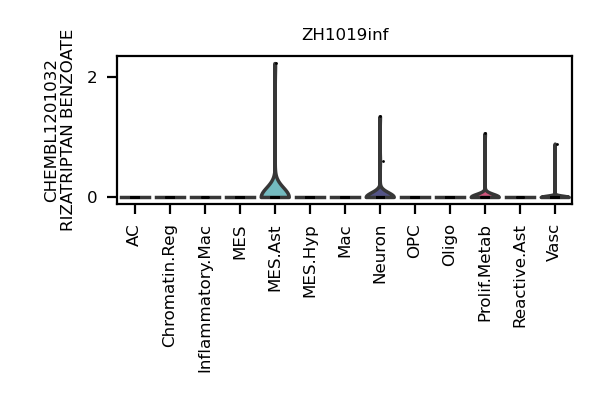 ZH1019inf
CHEMBL1201032
RIZATRIPTAN BENZOATE
2
0
AC
Chromatin.Reg
Inflammatory.Mac
MES
MES.Ast
MES.Hyp
Mac
Neuron
OPC
Oligo
Prolif.Metab
Reactive.Ast
Vasc